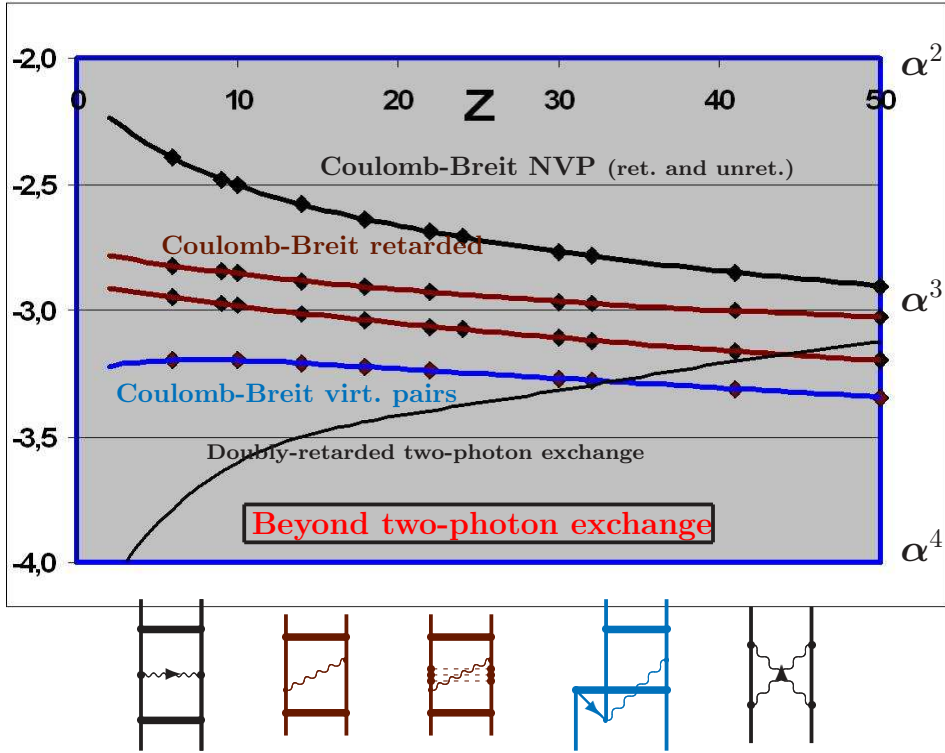 -2,0
α²
0 10 20 30 40 50
Z
Coulomb-Breit NVP (ret. and unret.)
-2,5
Coulomb-Breit retarded
-3,0
α³
Coulomb-Breit virt. pairs
-3,5
Doubly-retarded two-photon exchange
Beyond two-photon exchange
-4,0
α⁴